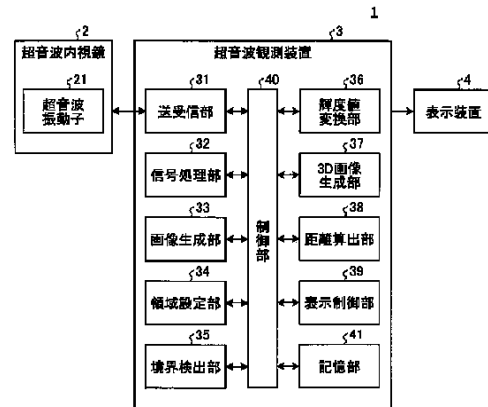 1
2
超音波内視鏡
21
超音波
振動子
3
超音波観測装置
31
送受信部
32
信号処理部
33
画像生成部
34
領域設定部
35
境界検出部
40
制御部
36
輝度値
変換部
37
3D画像
生成部
38
距離算出部
39
表示制御部
41
記憶部
4
表示装置